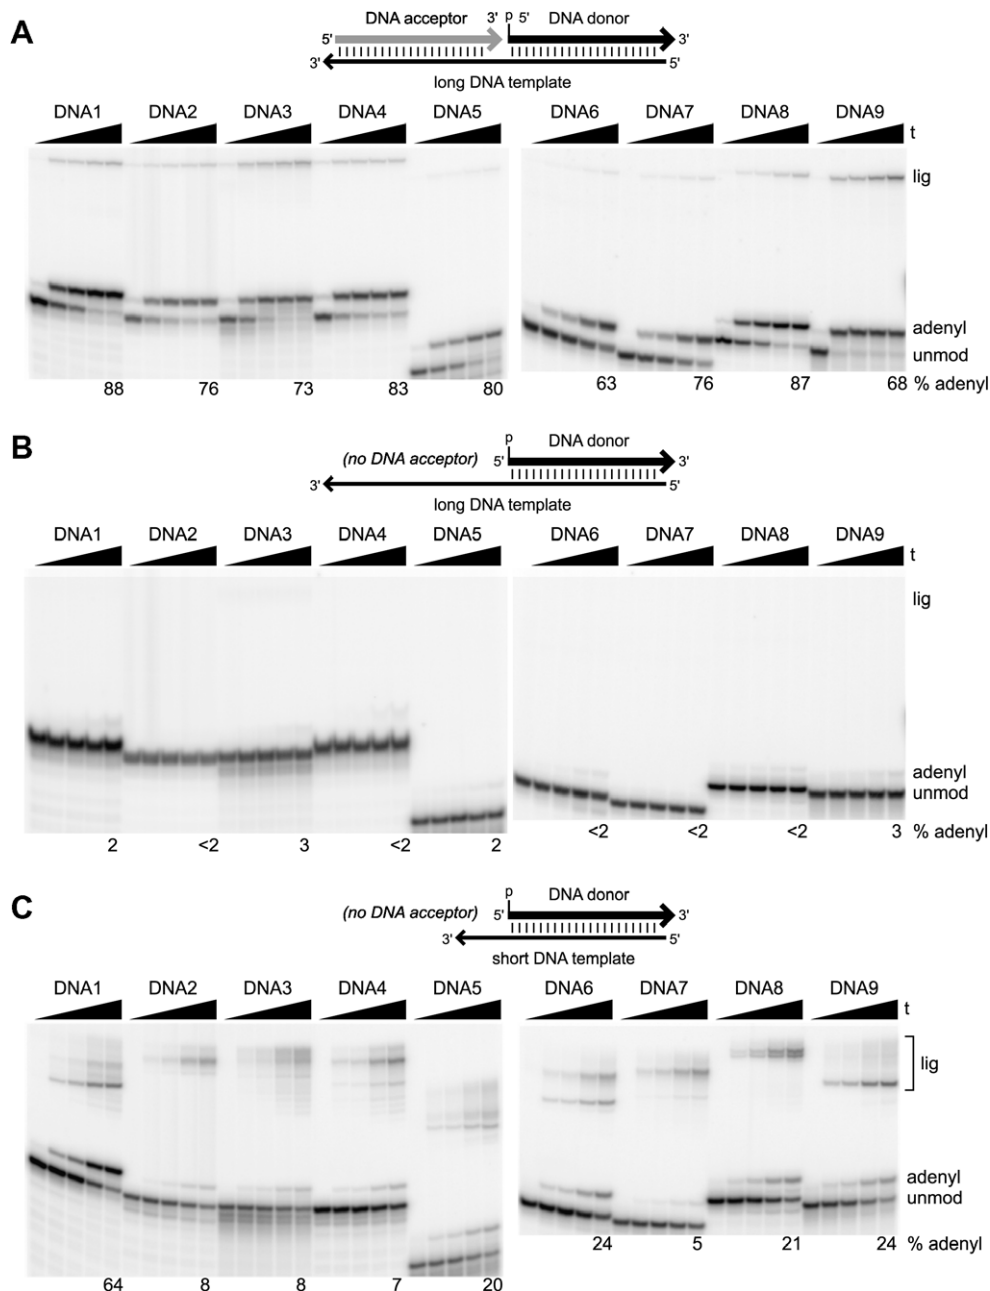 A
DNA acceptor 3' p 5' DNA donor
5' 3'
3' 5'
long DNA template
DNA1 DNA2 DNA3 DNA4 DNA5 DNA6 DNA7 DNA8 DNA9
t
lig
adenyl
unmod
88 76 73 83 80 63 76 87 68 % adenyl
B
p
(no DNA acceptor) 5' DNA donor 3'
3' 5'
long DNA template
DNA1 DNA2 DNA3 DNA4 DNA5 DNA6 DNA7 DNA8 DNA9
t
lig
adenyl
unmod
2 <2 3 <2 2 <2 <2 <2 3 % adenyl
C
p
(no DNA acceptor) 5' DNA donor 3'
3' 5'
short DNA template
DNA1 DNA2 DNA3 DNA4 DNA5 DNA6 DNA7 DNA8 DNA9
t
lig
adenyl
unmod
64 8 8 7 20 24 5 21 24 % adenyl